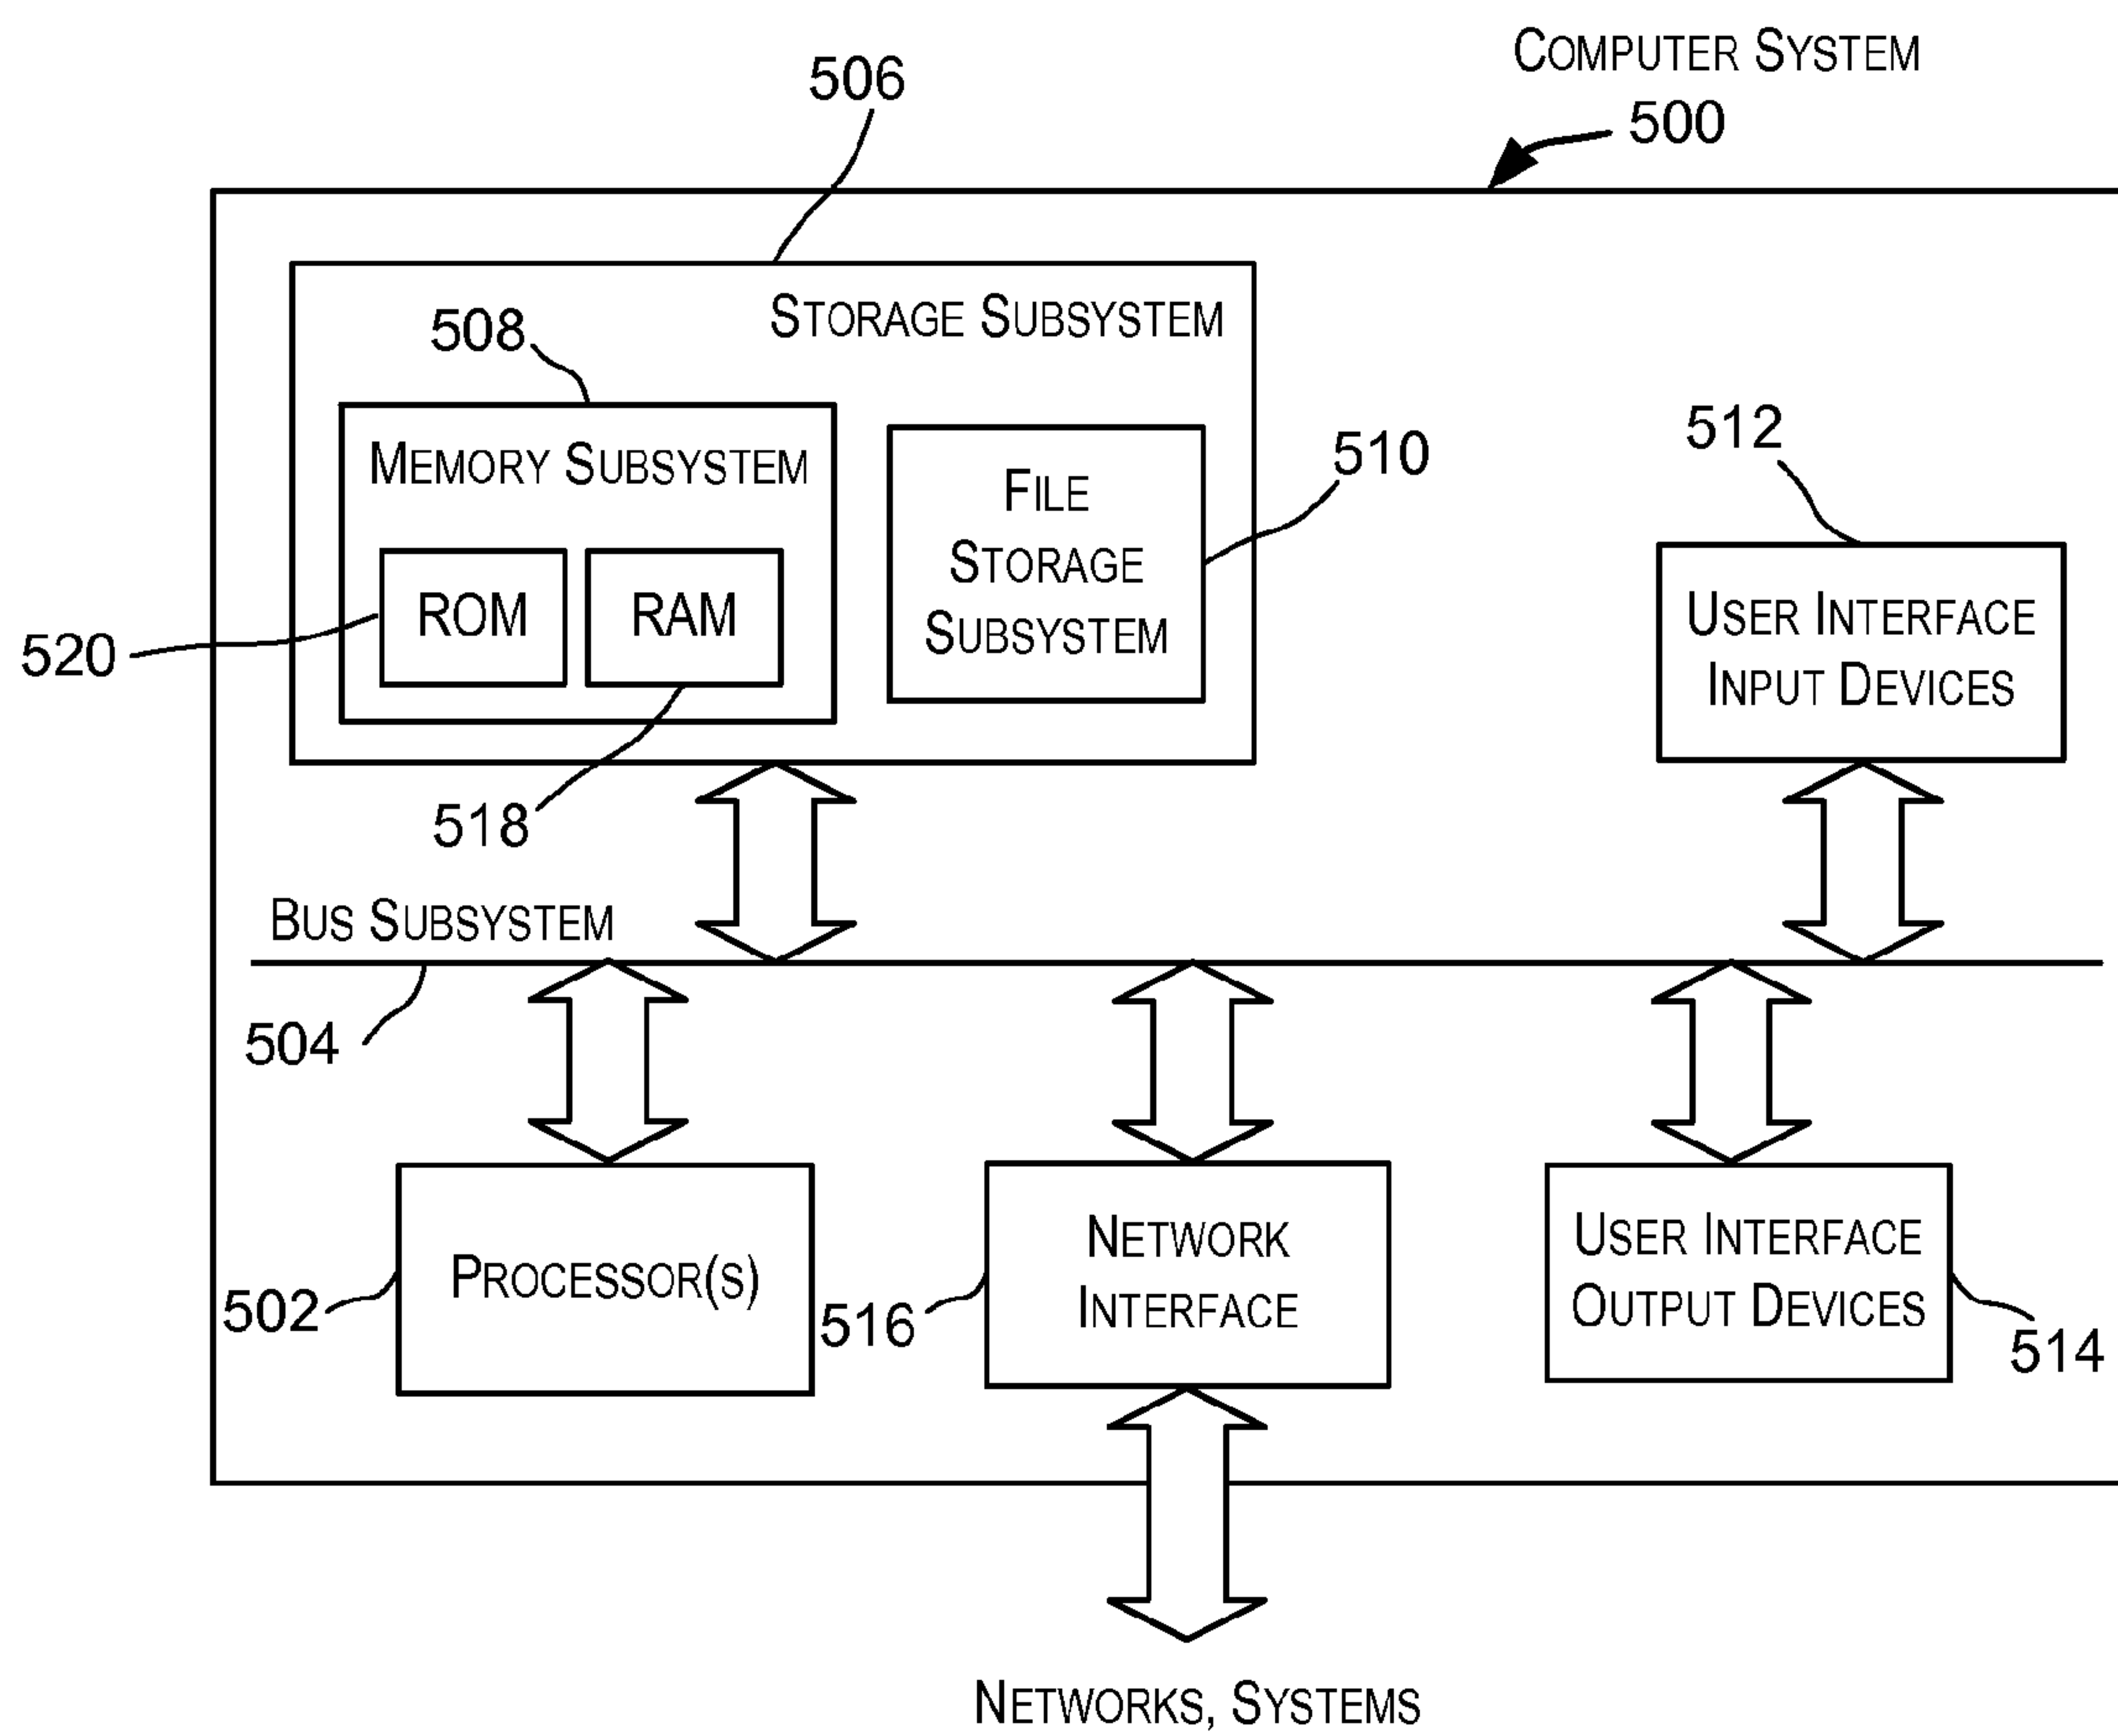 COMPUTER SYSTEM
500
506
STORAGE SUBSYSTEM
508
MEMORY SUBSYSTEM
ROM
RAM
520
518
FILE
STORAGE
SUBSYSTEM
510
512
USER INTERFACE
INPUT DEVICES
BUS SUBSYSTEM
504
PROCESSOR(S)
502
NETWORK
INTERFACE
516
USER INTERFACE
OUTPUT DEVICES
514
NETWORKS, SYSTEMS